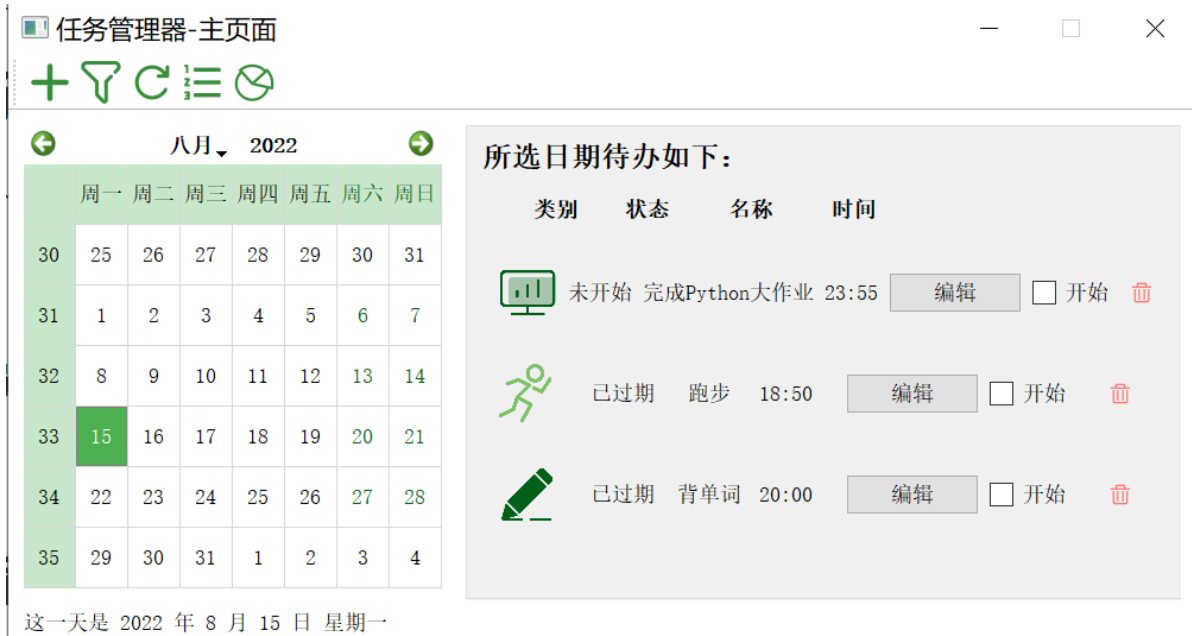 任务管理器-主页面
八月 2022
周一 周二 周三 周四 周五 周六 周日
30 25 26 27 28 29 30 31
31 1 2 3 4 5 6 7
32 8 9 10 11 12 13 14
33 15 16 17 18 19 20 21
34 22 23 24 25 26 27 28
35 29 30 31 1 2 3 4
这一天是 2022 年 8 月 15 日 星期一
所选日期待办如下：
类别 状态 名称 时间
未开始 完成Python大作业 23:55 编辑 开始
已过期 跑步 18:50 编辑 开始
已过期 背单词 20:00 编辑 开始